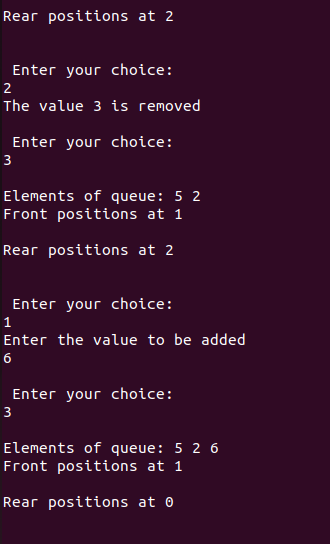 Rear positions at 2
Enter your choice:
2
The value 3 is removed
Enter your choice:
3
Elements of queue: 5 2
Front positions at 1
Rear positions at 2
Enter your choice:
1
Enter the value to be added
6
Enter your choice:
3
Elements of queue: 5 2 6
Front positions at 1
Rear positions at 0